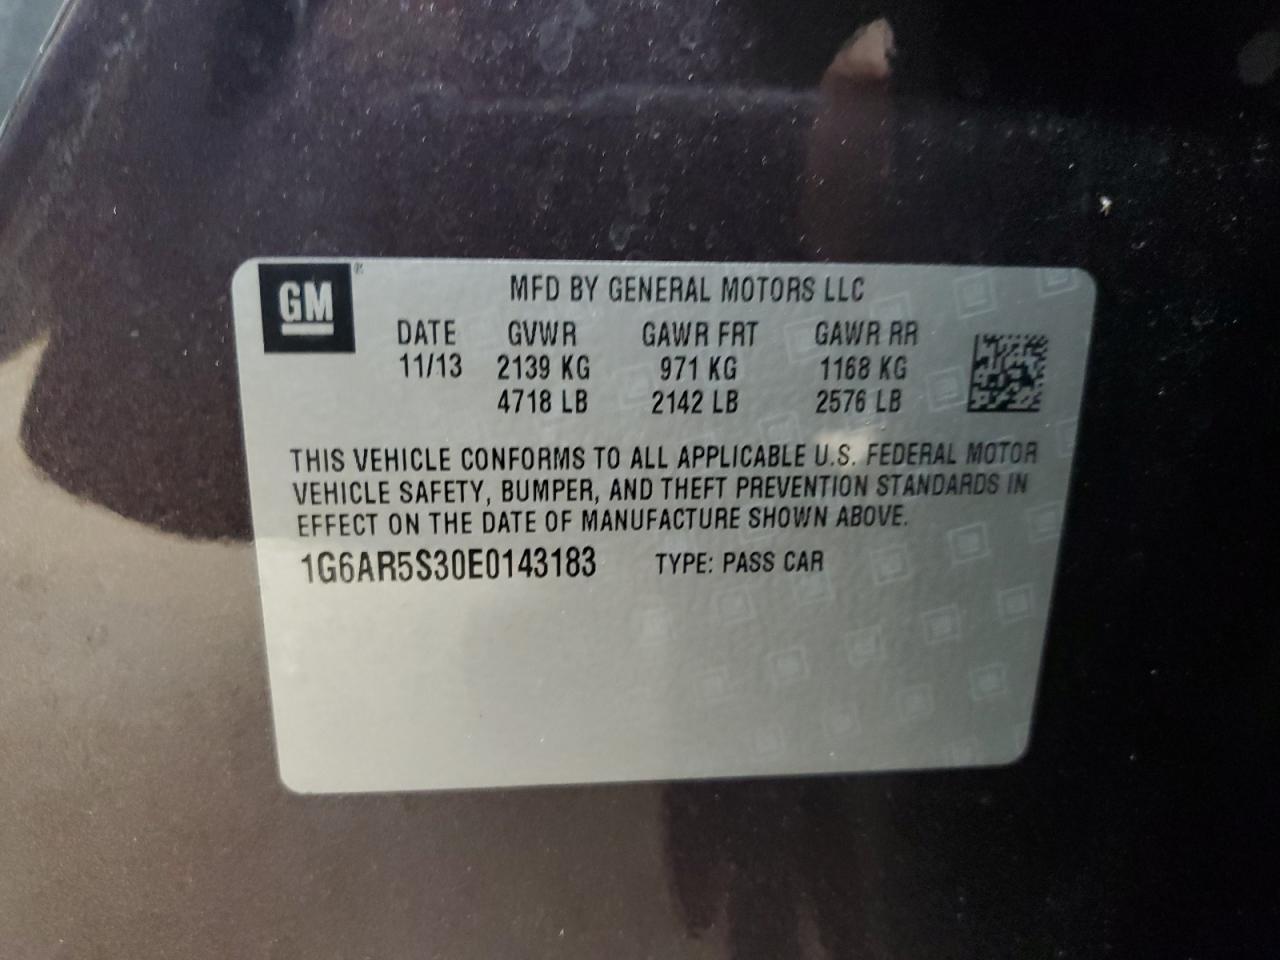 GM ®
MFD BY GENERAL MOTORS LLC
DATE GVWR GAWR FRT GAWR RR
11/13 2139 KG 971 KG 1168 KG
4718 LB 2142 LB 2576 LB
THIS VEHICLE CONFORMS TO ALL APPLICABLE U.S. FEDERAL MOTOR
VEHICLE SAFETY, BUMPER, AND THEFT PREVENTION STANDARDS IN
EFFECT ON THE DATE OF MANUFACTURE SHOWN ABOVE.
1G6AR5S30E0143183 TYPE: PASS CAR